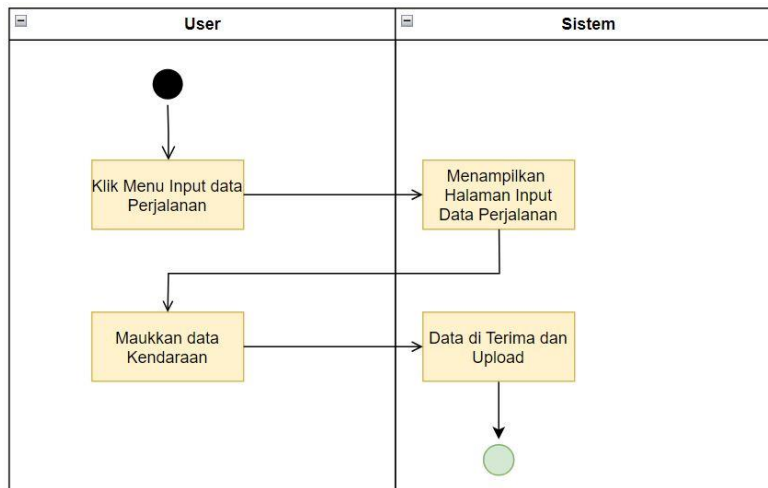 User
Sistem
Klik Menu Input data
Perjalanan
Menampilkan
Halaman Input
Data Perjalanan
Maukkan data
Kendaraan
Data di Terima dan
Upload